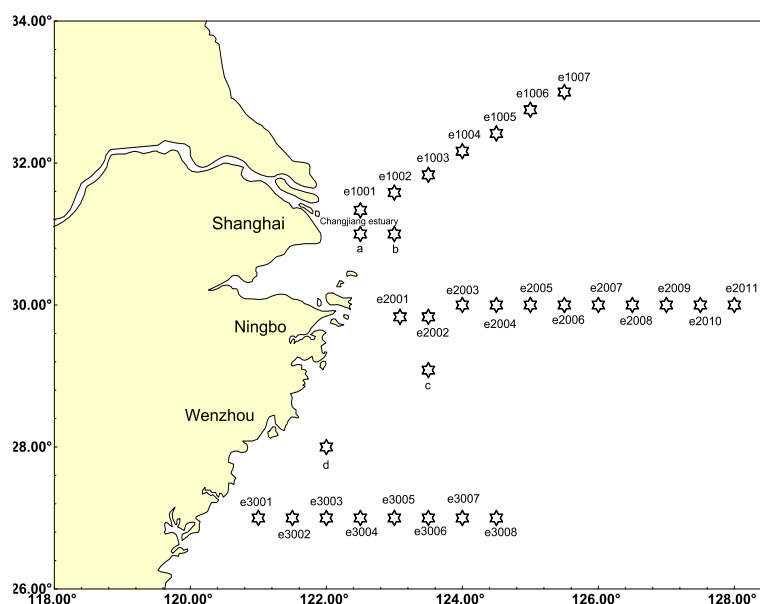 34.00°
e1007
e1006
e1005
e1004
32.00°
e1003
e1002
e1001
Shanghai
Changjiang estuary
a
b
30.00°
e2001
e2003
e2005
e2007
e2009
e2011
Ningbo
e2002
e2004
e2006
e2008
e2010
c
Wenzhou
28.00°
d
e3001
e3003
e3005
e3007
e3002
e3004
e3006
e3008
26.00°
118.00°
120.00°
122.00°
124.00°
126.00°
128.00°